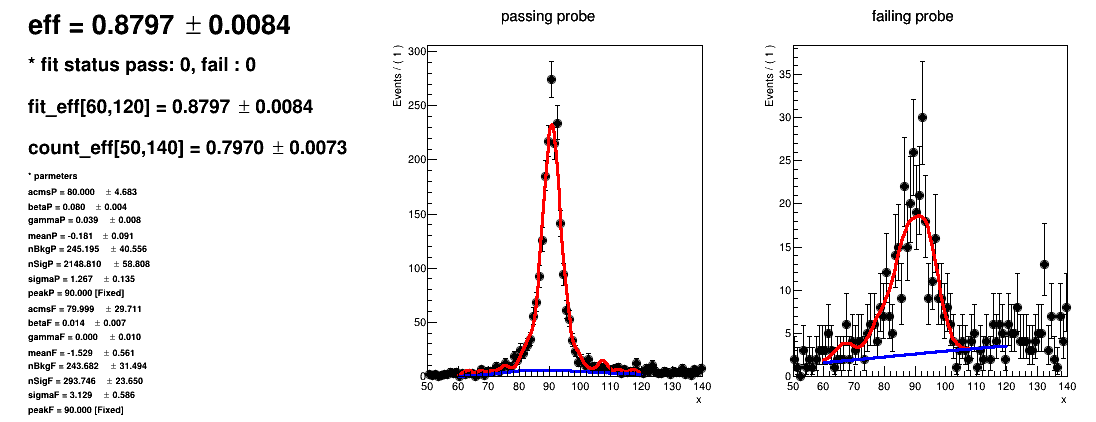 eff = 0.8797 ± 0.0084
* fit status pass: 0, fail : 0
fit_eff[60,120] = 0.8797 ± 0.0084
count_eff[50,140] = 0.7970 ± 0.0073
* parmeters
acmsP = 80.000 ± 4.683
betaP = 0.080 ± 0.004
gammaP = 0.039 ± 0.008
meanP = -0.181 ± 0.091
nBkgP = 245.195 ± 40.556
nSigP = 2148.810 ± 58.808
sigmaP = 1.267 ± 0.135
peakP = 90.000 [Fixed]
acmsF = 79.999 ± 29.711
betaF = 0.014 ± 0.007
gammaF = 0.000 ± 0.010
meanF = -1.529 ± 0.561
nBkgF = 243.682 ± 31.494
nSigF = 293.746 ± 23.650
sigmaF = 3.129 ± 0.586
peakF = 90.000 [Fixed]
passing probe
Events / ( 1 )
300
250
200
150
100
50
0
50 60 70 80 90 100 110 120 130 140
x
failing probe
Events / ( 1 )
35
30
25
20
15
10
5
0
50 60 70 80 90 100 110 120 130 140
x